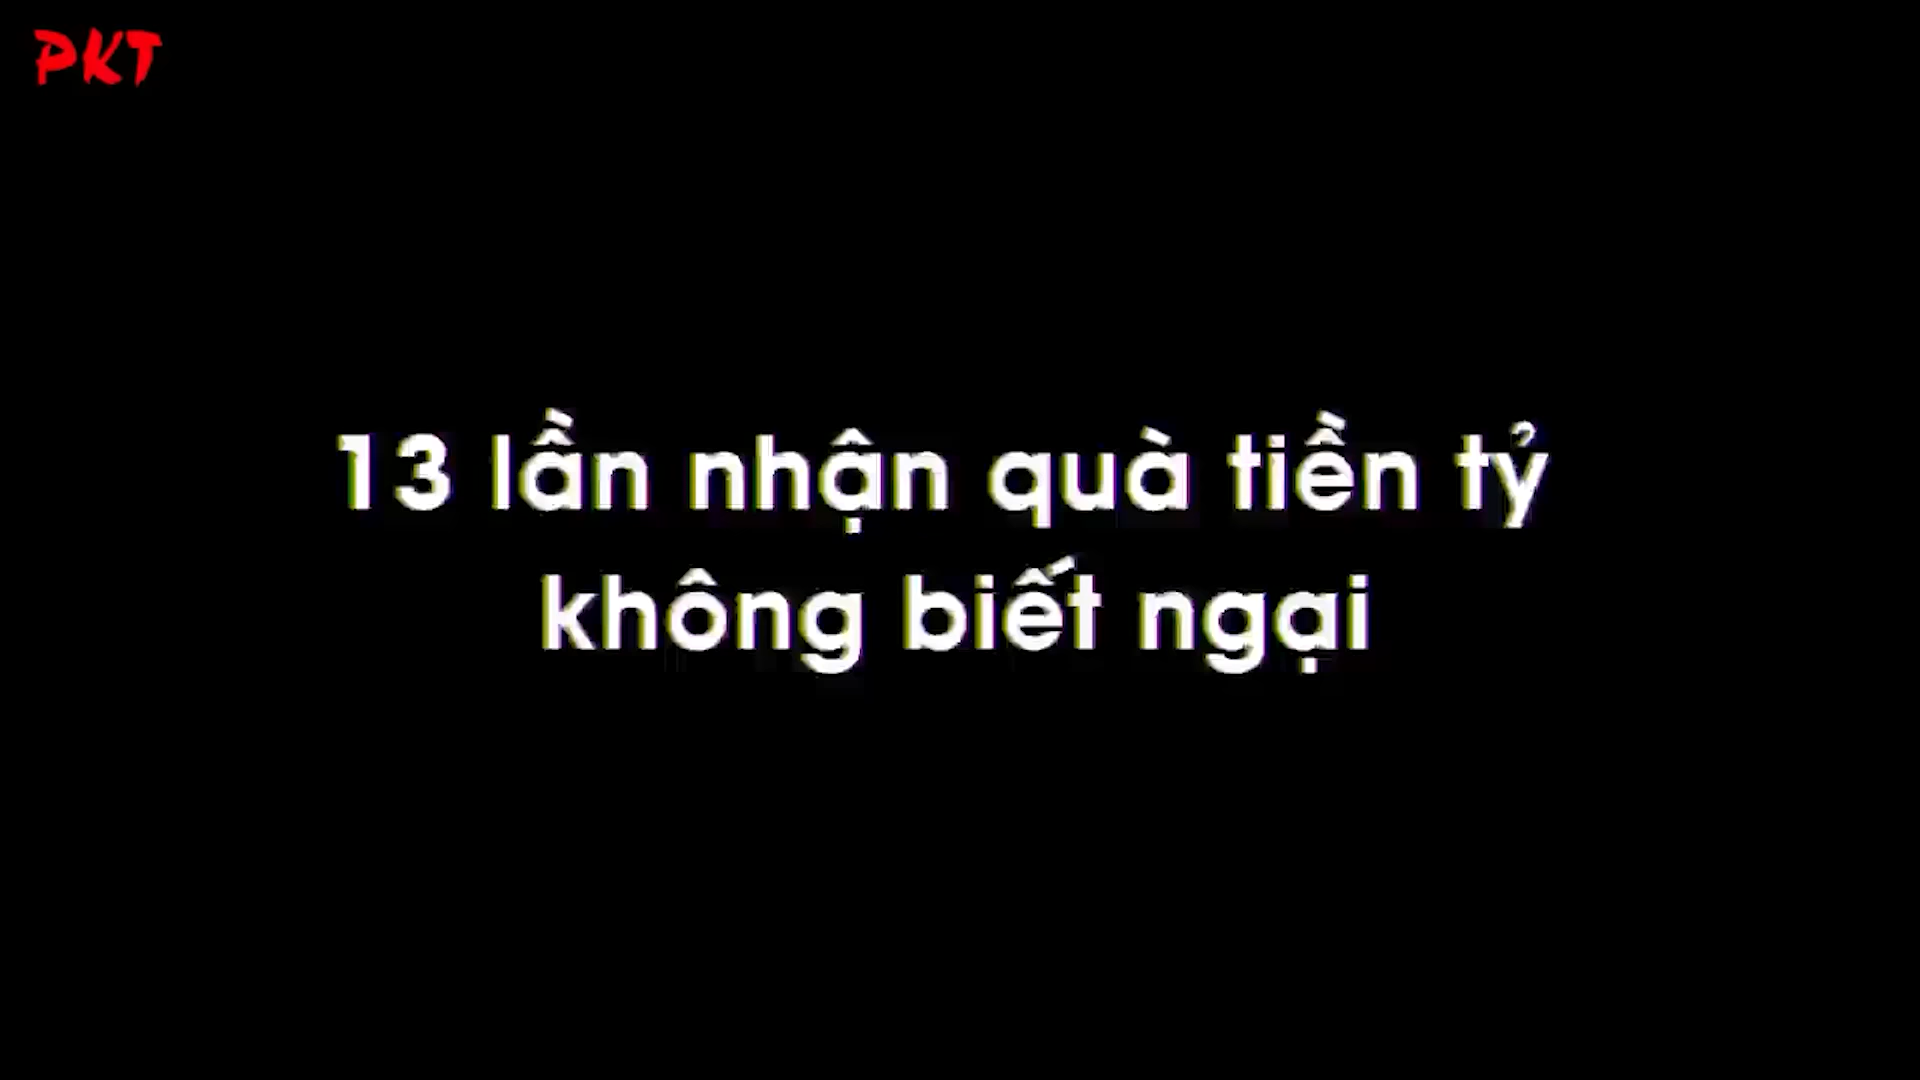 PKT
13 lần nhận quà tiền tỷ
không biết ngại